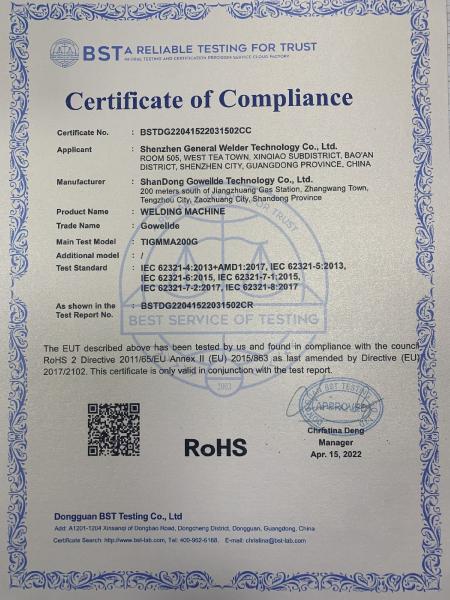 BST A RELIABLE TESTING FOR TRUST
Certificate of Compliance
Certificate No. : BSTDG22041522031502CC
Applicant : Shenzhen General Welder Technology Co., Ltd.
ROOM 505, WEST TEA TOWN, XINQIAO SUBDISTRICT, BAO'AN
DISTRICT, SHENZHEN CITY, GUANGDONG PROVINCE, CHINA
Manufacturer : ShanDong Gowellde Technology Co., Ltd.
200 meters south of Jiangzhuang Gas Station, Zhangwang Town,
Tengzhou City, Zaozhuang City, Shandong Province
Product Name : WELDING MACHINE
Trade Name : Gowellde
Main Test Model : TIGMMA200G
Additional model : /
Test Standard : IEC 62321-4:2013+AMD1:2017, IEC 62321-5:2013,
IEC 62321-6:2015, IEC 62321-7-1:2015,
IEC 62321-7-2:2017, IEC 62321-8:2017
As shown in the : BSTDG22041522031502CR
Test Report No.
BEST SERVICE OF TESTING
The EUT described above has been tested by us and found in compliance with the council
RoHS 2 Directive 2011/65/EU Annex II (EU) 2015/863 as last amended by Directive (EU)
2017/2102. This certificate is only valid in conjunction with the test report.
2003
APPROVED
Christina Deng
Manager
Apr. 15, 2022
RoHS
Dongguan BST Testing Co., Ltd
Add: A1201-1204 Xinsanqi of Dongbao Road, Dongcheng District, Dongguan, Guangdong, China
Certificate Search: http://www.bst-lab.com, Tel: 400-962-6168. E-mail: christina@bst-lab.com